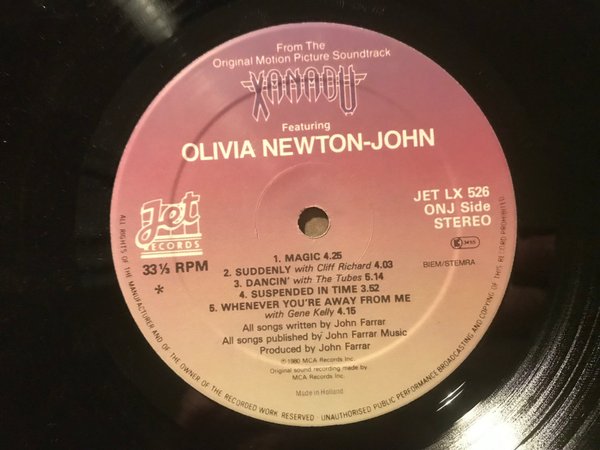 From The
Original Motion Picture Soundtrack
XANADU
Featuring
OLIVIA NEWTON-JOHN
Jet
RECORDS
33⅓ RPM
*
JET LX 526
ONJ Side
STEREO
BIEM/STEMRA
1. MAGIC 4.25
2. SUDDENLY with Cliff Richard 4.03
3. DANCIN' with The Tubes 5.14
4. SUSPENDED IN TIME 3.52
5. WHENEVER YOU'RE AWAY FROM ME
with Gene Kelly 4.15
All songs written by John Farrar
All songs published by John Farrar Music
Produced by John Farrar
℗1980 MCA Records Inc.
Original sound recording made by
MCA Records Inc.
Made in Holland
ALL RIGHTS OF THE MANUFACTURER AND OF THE OWNER OF THE RECORDED WORK RESERVED · UNAUTHORISED PUBLIC PERFORMANCE BROADCASTING AND COPYING OF THIS RECORD PROHIBITED